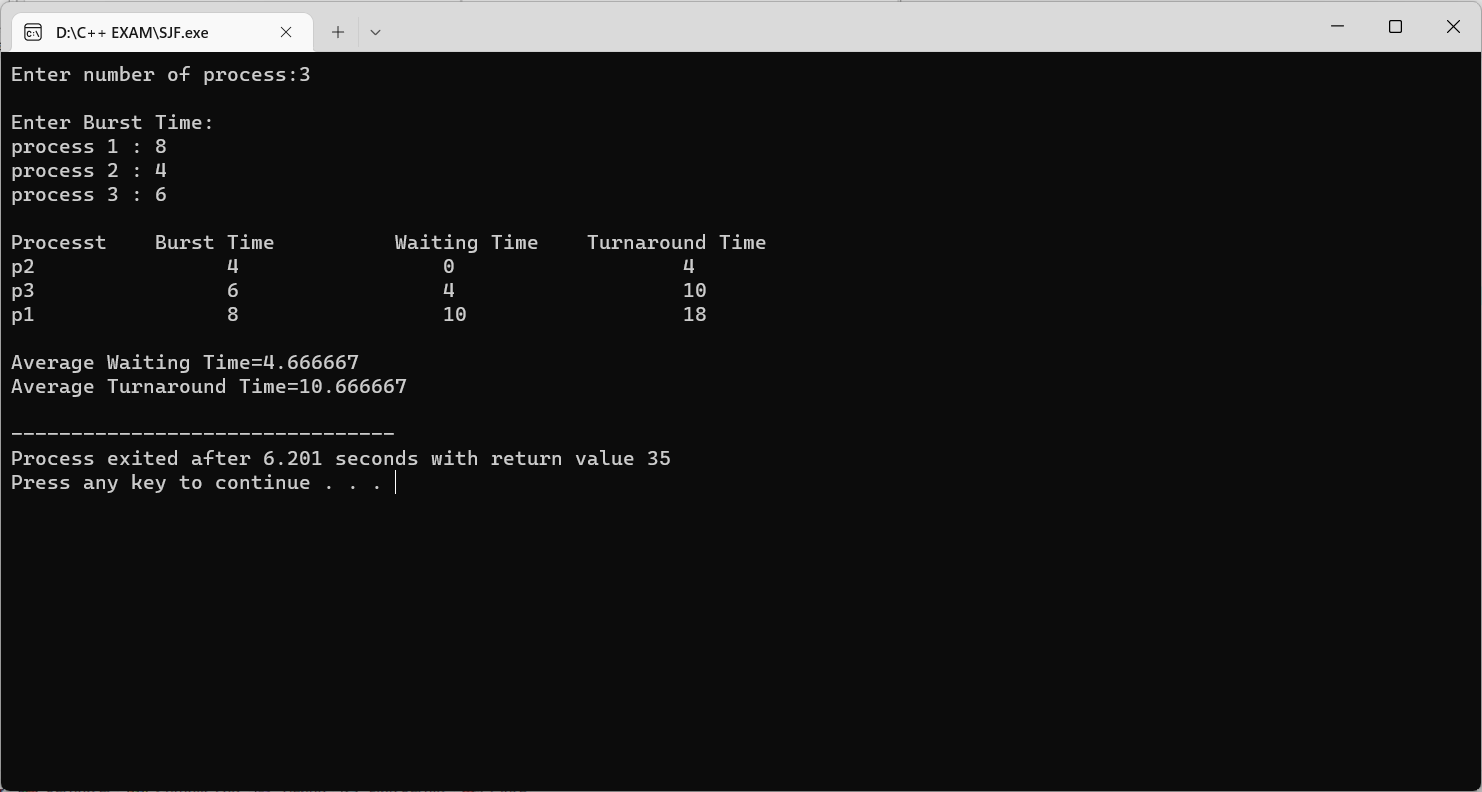 D:\C++ EXAM\SJF.exe
Enter number of process:3
Enter Burst Time:
process 1 : 8
process 2 : 4
process 3 : 6
Processt Burst Time Waiting Time Turnaround Time
p2 4 0 4
p3 6 4 10
p1 8 10 18
Average Waiting Time=4.666667
Average Turnaround Time=10.666667
--------------------------------
Process exited after 6.201 seconds with return value 35
Press any key to continue . . .